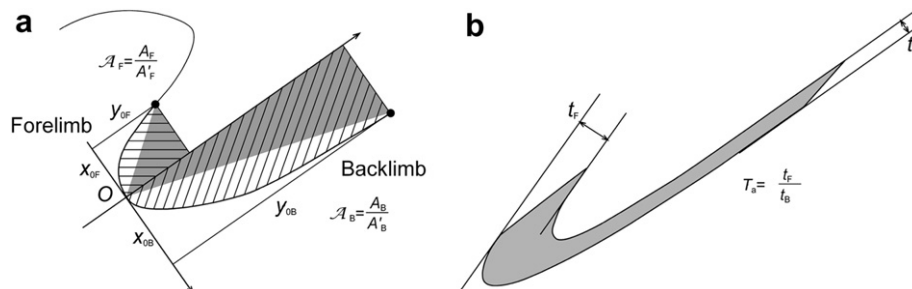 a
𝒜F=AF/A'F
y0F
Forelimb
x0F
O
Backlimb
y0B
x0B
𝒜B=AB/A'B
b
t
tF
Ta= tF/tB